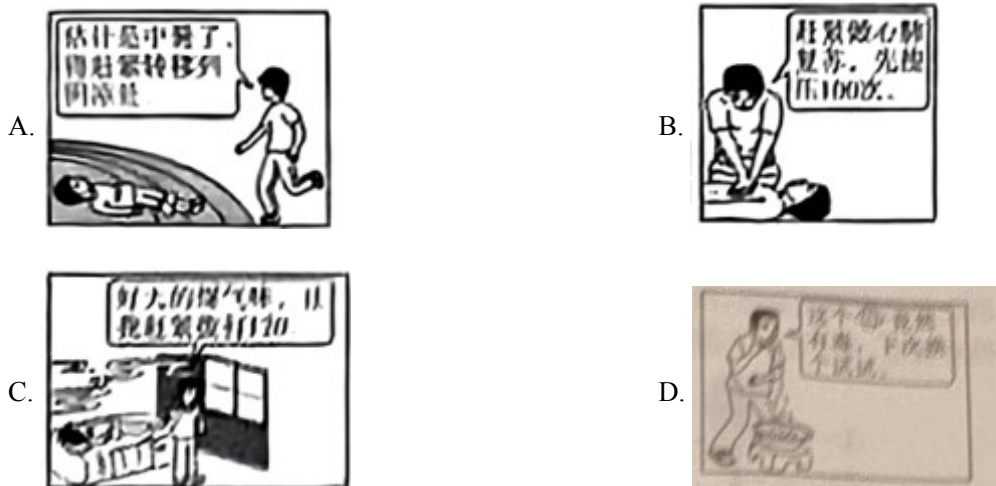 A.
估计是中暑了，
得赶紧转移到
阴凉处
B.
赶紧做心肺
复苏，先按
压100次..
C.
好大的煤气味，
赶紧拨打120
D.
这个 竟然
有毒，下次换
个试试。